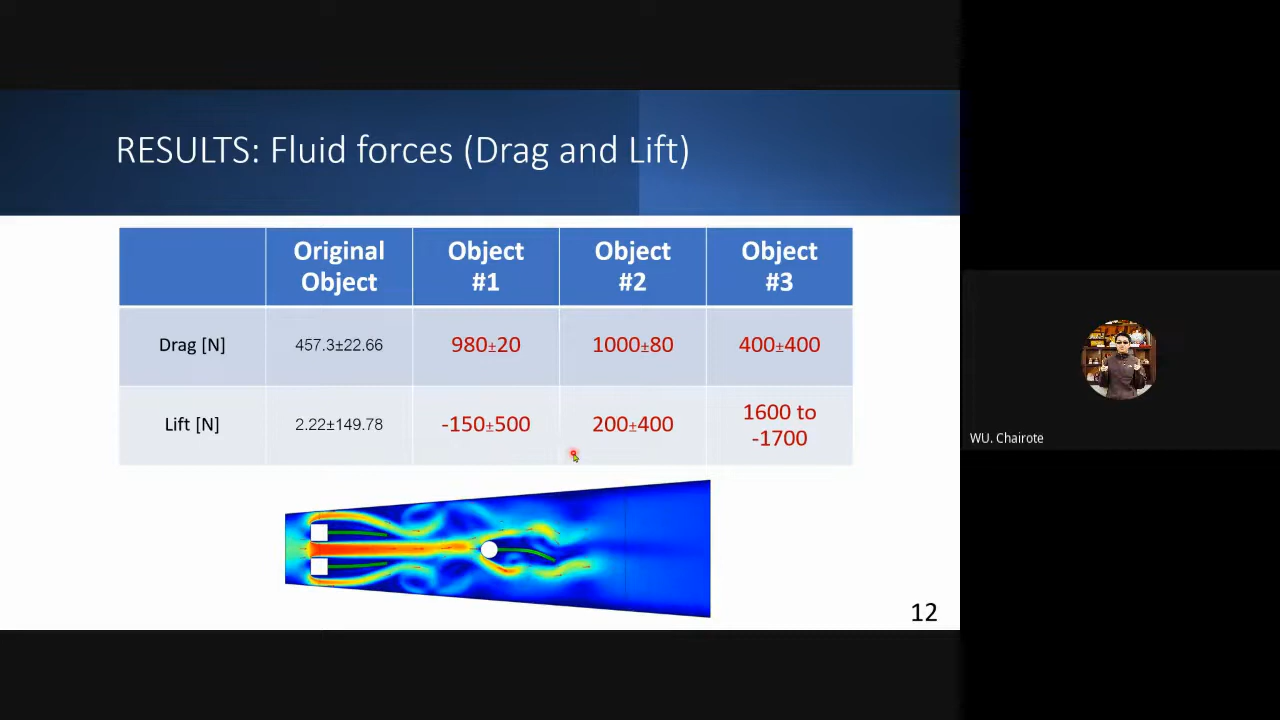 RESULTS: Fluid forces (Drag and Lift)
Original Object
Object #1
Object #2
Object #3
Drag [N]
457.3±22.66
980±20
1000±80
400±400
Lift [N]
2.22±149.78
-150±500
200±400
1600 to -1700
12
WU. Chairote